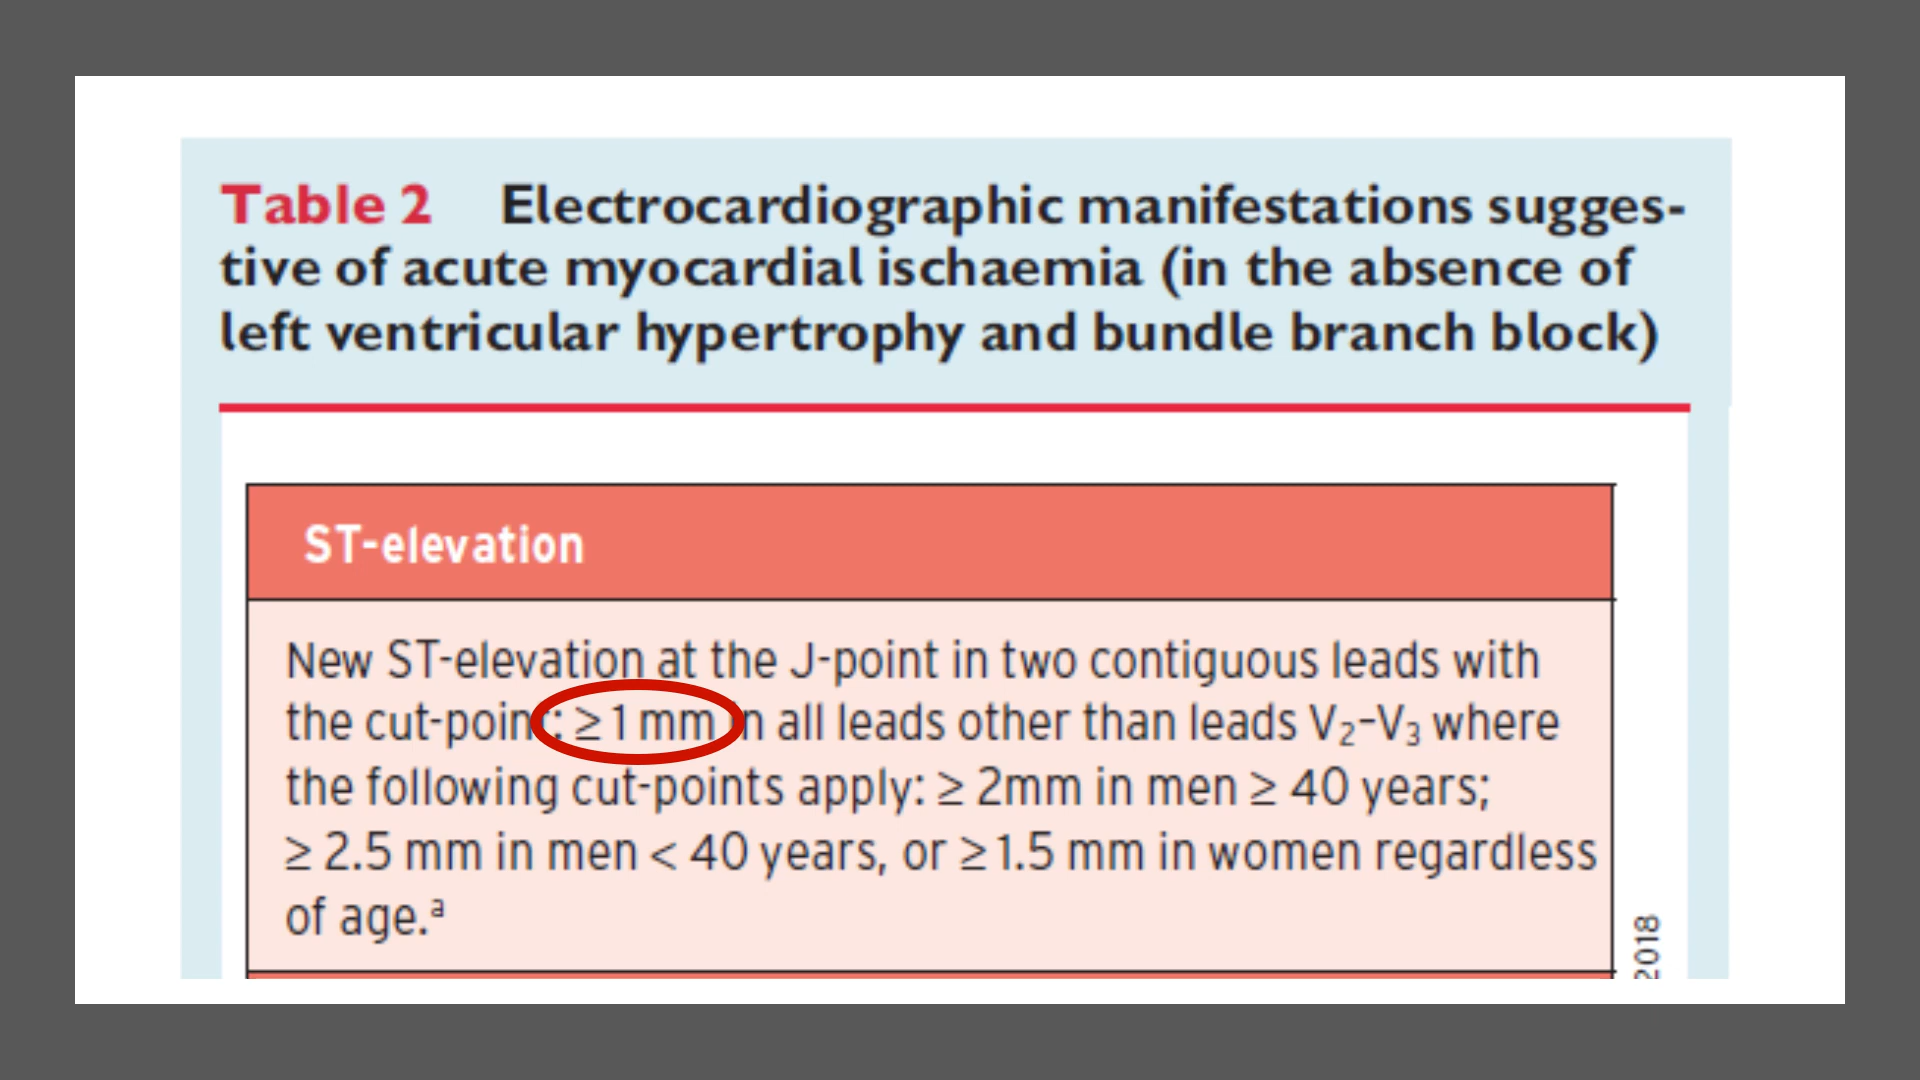 Table 2 Electrocardiographic manifestations sugges-
tive of acute myocardial ischaemia (in the absence of
left ventricular hypertrophy and bundle branch block)
ST-elevation
New ST-elevation at the J-point in two contiguous leads with
the cut-point: ≥ 1 mm in all leads other than leads V₂–V₃ where
the following cut-points apply: ≥ 2mm in men ≥ 40 years;
≥ 2.5 mm in men < 40 years, or ≥ 1.5 mm in women regardless
of age.ª
2018